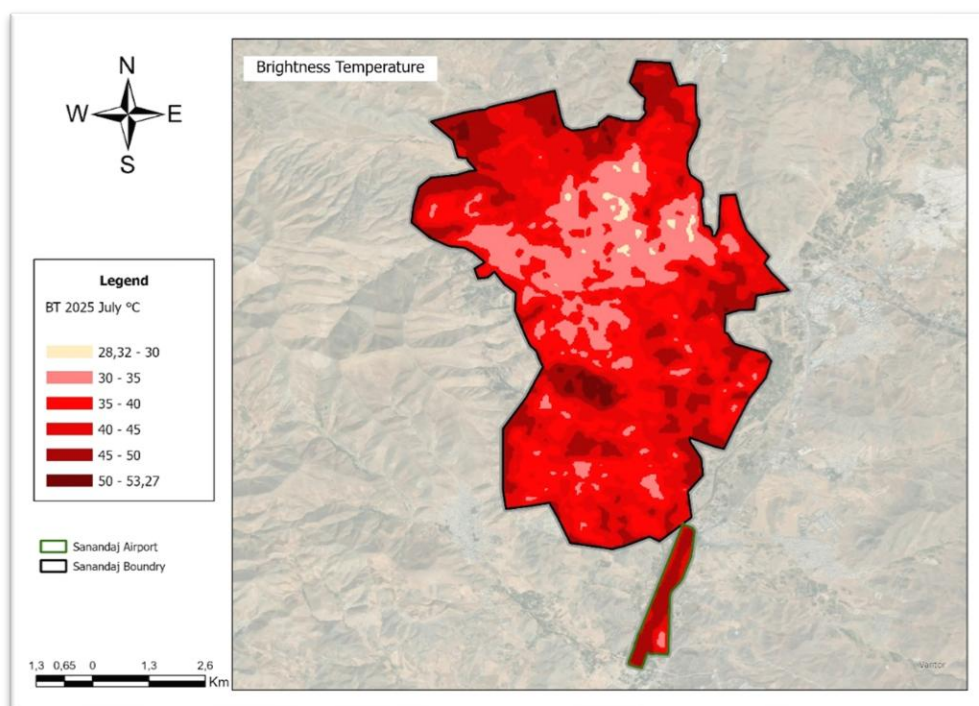 Brightness Temperature
N
W
E
S
Legend
BT 2025 July °C
28,32 - 30
30 - 35
35 - 40
40 - 45
45 - 50
50 - 53,27
Sanandaj Airport
Sanandaj Boundry
1,3 0,65 0 1,3 2,6
Km
Vantor